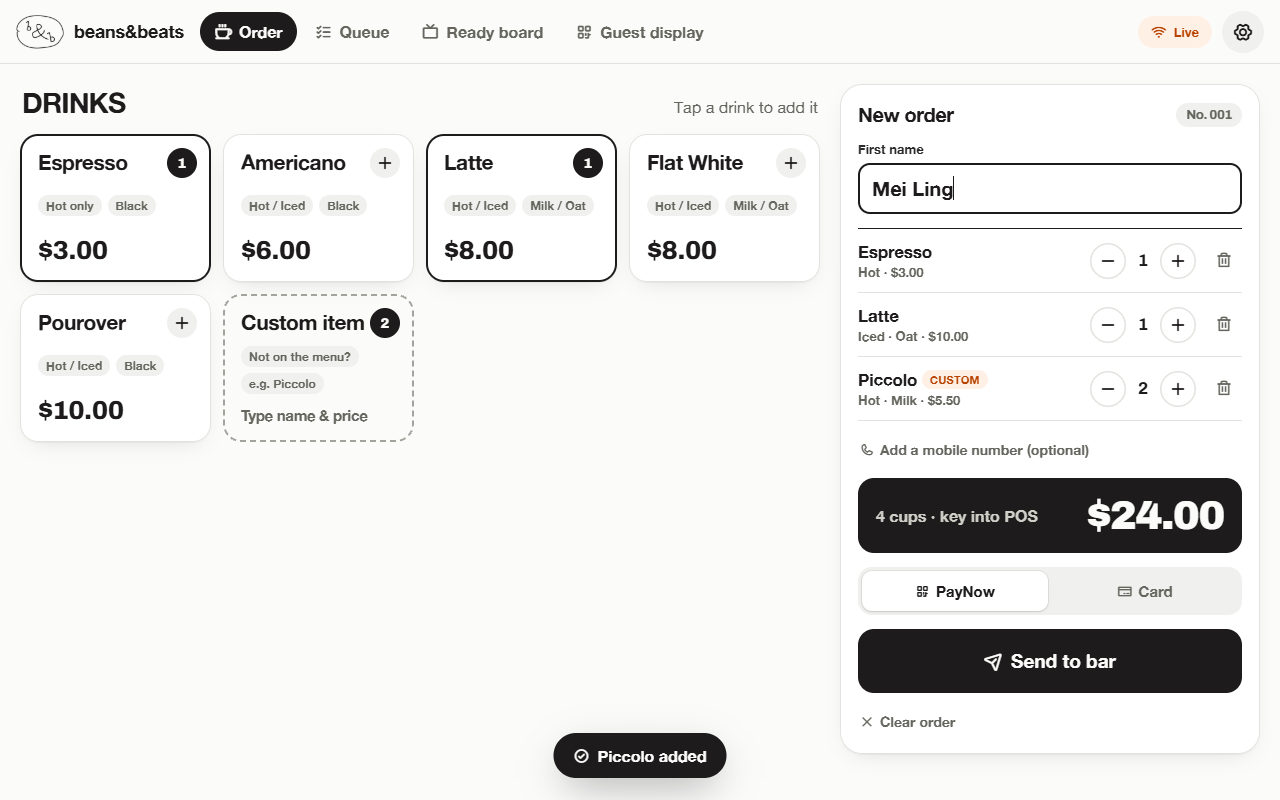 b&b beans&beats Order Queue Ready board Guest display Live
DRINKS Tap a drink to add it
Espresso 1
Hot only Black
$3.00
Americano
Hot / Iced Black
$6.00
Latte 1
Hot / Iced Milk / Oat
$8.00
Flat White
Hot / Iced Milk / Oat
$8.00
Pourover
Hot / Iced Black
$10.00
Custom item 2
Not on the menu?
e.g. Piccolo
Type name & price
New order No. 001
First name
Mei Ling
Espresso
Hot · $3.00
1
Latte
Iced · Oat · $10.00
1
Piccolo CUSTOM
Hot · Milk · $5.50
2
Add a mobile number (optional)
4 cups · key into POS $24.00
PayNow Card
Send to bar
Clear order
Piccolo added